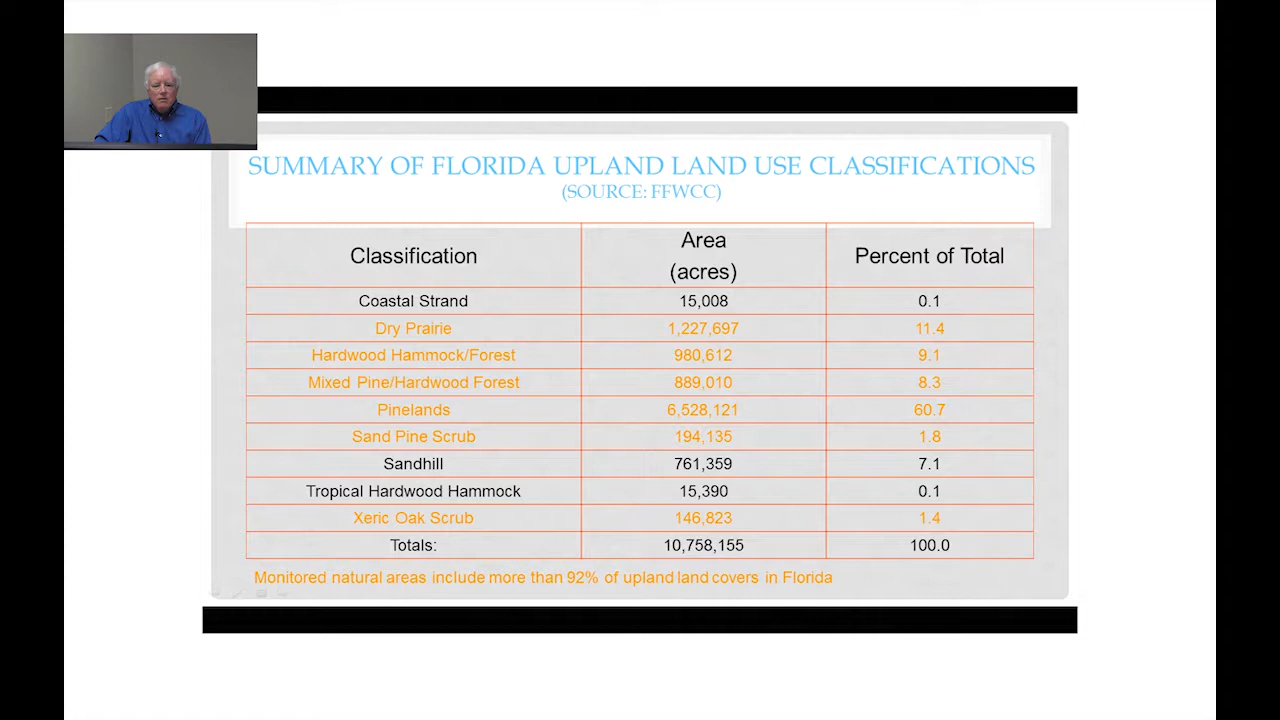 SUMMARY OF FLORIDA UPLAND LAND USE CLASSIFICATIONS
(SOURCE: FFWCC)
Classification Area (acres) Percent of Total
Coastal Strand 15,008 0.1
Dry Prairie 1,227,697 11.4
Hardwood Hammock/Forest 980,612 9.1
Mixed Pine/Hardwood Forest 889,010 8.3
Pinelands 6,528,121 60.7
Sand Pine Scrub 194,135 1.8
Sandhill 761,359 7.1
Tropical Hardwood Hammock 15,390 0.1
Xeric Oak Scrub 146,823 1.4
Totals: 10,758,155 100.0
Monitored natural areas include more than 92% of upland land covers in Florida